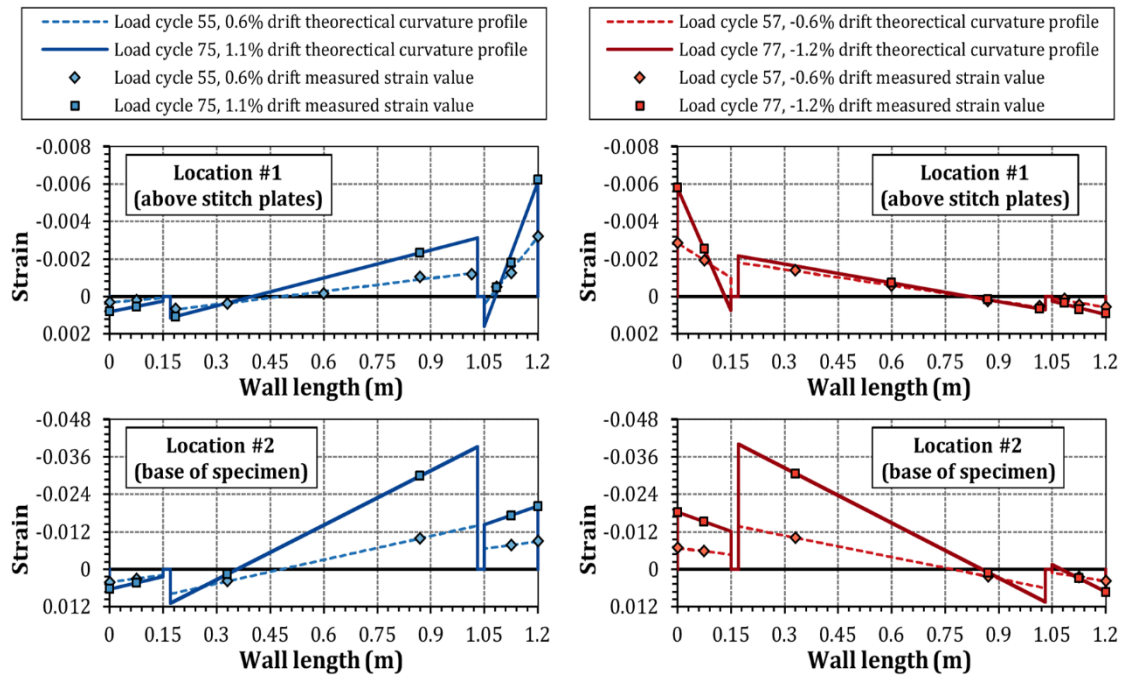 Load cycle 55, 0.6% drift theorectical curvature profile
Load cycle 75, 1.1% drift theorectical curvature profile
Load cycle 55, 0.6% drift measured strain value
Load cycle 75, 1.1% drift measured strain value
Load cycle 57, -0.6% drift theorectical curvature profile
Load cycle 77, -1.2% drift theorectical curvature profile
Load cycle 57, -0.6% drift measured strain value
Load cycle 77, -1.2% drift measured strain value
Strain
-0.008
-0.006
-0.004
-0.002
0
0.002
Location #1
(above stitch plates)
0 0.15 0.3 0.45 0.6 0.75 0.9 1.05 1.2
Wall length (m)
Strain
-0.008
-0.006
-0.004
-0.002
0
0.002
Location #1
(above stitch plates)
0 0.15 0.3 0.45 0.6 0.75 0.9 1.05 1.2
Wall length (m)
Strain
-0.048
-0.036
-0.024
-0.012
0
0.012
Location #2
(base of specimen)
0 0.15 0.3 0.45 0.6 0.75 0.9 1.05 1.2
Wall length (m)
Strain
-0.048
-0.036
-0.024
-0.012
0
0.012
Location #2
(base of specimen)
0 0.15 0.3 0.45 0.6 0.75 0.9 1.05 1.2
Wall length (m)